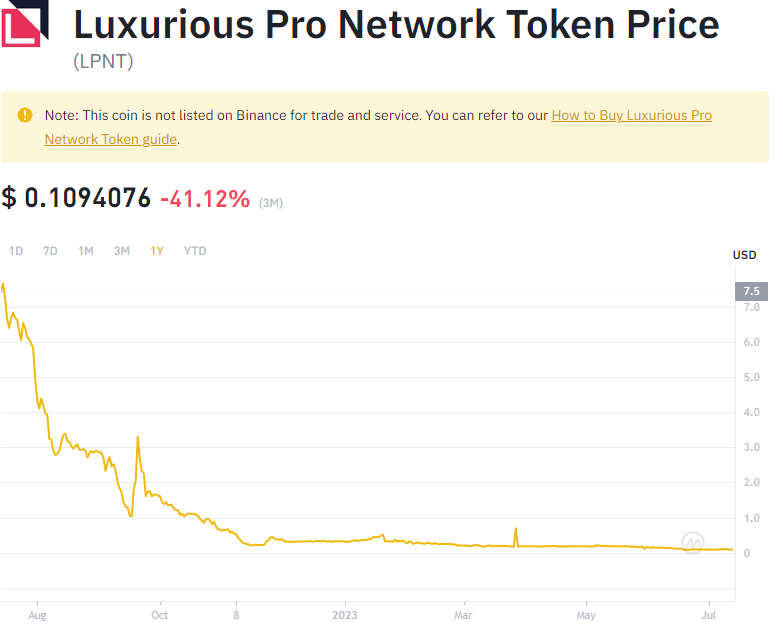 Luxurious Pro Network Token Price
(LPNT)
Note: This coin is not listed on Binance for trade and service. You can refer to our How to Buy Luxurious Pro
Network Token guide.
$ 0.1094076 -41.12% (3M)
1D 7D 1M 3M 1Y YTD
USD
7.5
7.0
6.0
5.0
4.0
3.0
2.0
1.0
0
Aug Oct 8 2023 Mar May Jul